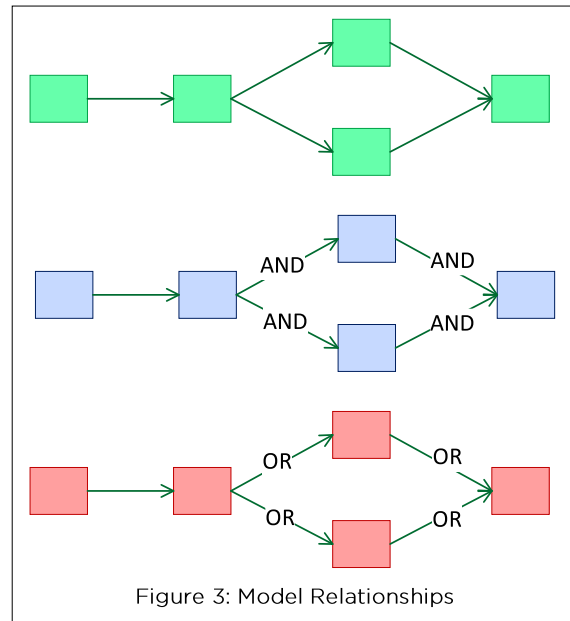 AND
AND
AND
AND
OR
OR
OR
OR
Figure 3: Model Relationships